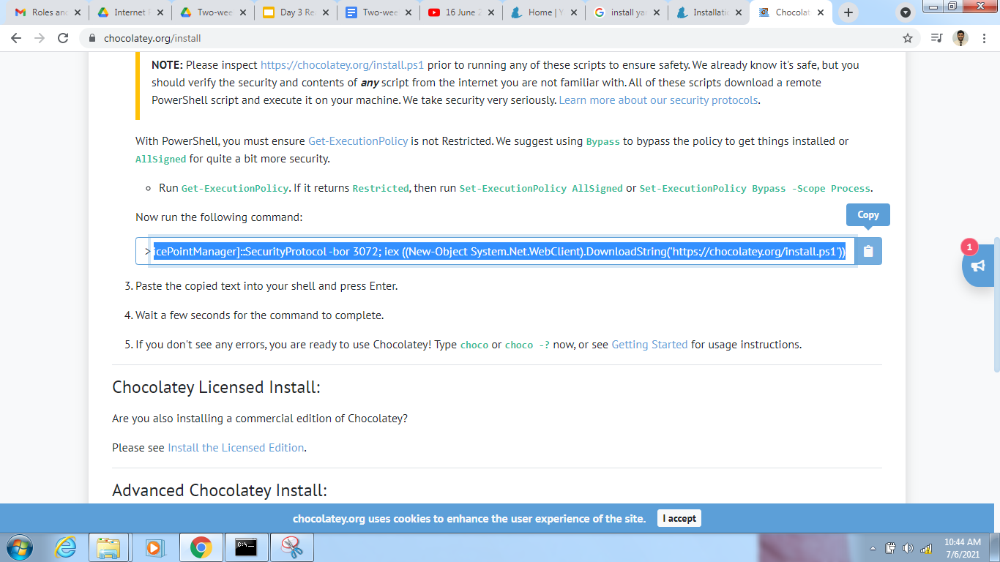 Roles and
Internet F
Two-wee
Day 3 Re
Two-wee
16 June 2
Home | Y
install yar
Installatio
Chocolat
chocolatey.org/install
NOTE: Please inspect https://chocolatey.org/install.ps1 prior to running any of these scripts to ensure safety. We already know it's safe, but you
should verify the security and contents of any script from the internet you are not familiar with. All of these scripts download a remote
PowerShell script and execute it on your machine. We take security very seriously. Learn more about our security protocols.
With PowerShell, you must ensure Get-ExecutionPolicy is not Restricted. We suggest using Bypass to bypass the policy to get things installed or
AllSigned for quite a bit more security.
Run Get-ExecutionPolicy. If it returns Restricted, then run Set-ExecutionPolicy AllSigned or Set-ExecutionPolicy Bypass -Scope Process.
Now run the following command:
Copy
> icePointManager]::SecurityProtocol -bor 3072; iex ((New-Object System.Net.WebClient).DownloadString('https://chocolatey.org/install.ps1'))
1
3. Paste the copied text into your shell and press Enter.
4. Wait a few seconds for the command to complete.
5. If you don't see any errors, you are ready to use Chocolatey! Type choco or choco -? now, or see Getting Started for usage instructions.
Chocolatey Licensed Install:
Are you also installing a commercial edition of Chocolatey?
Please see Install the Licensed Edition.
Advanced Chocolatey Install:
chocolatey.org uses cookies to enhance the user experience of the site.
I accept
C:\_
10:44 AM
7/6/2021